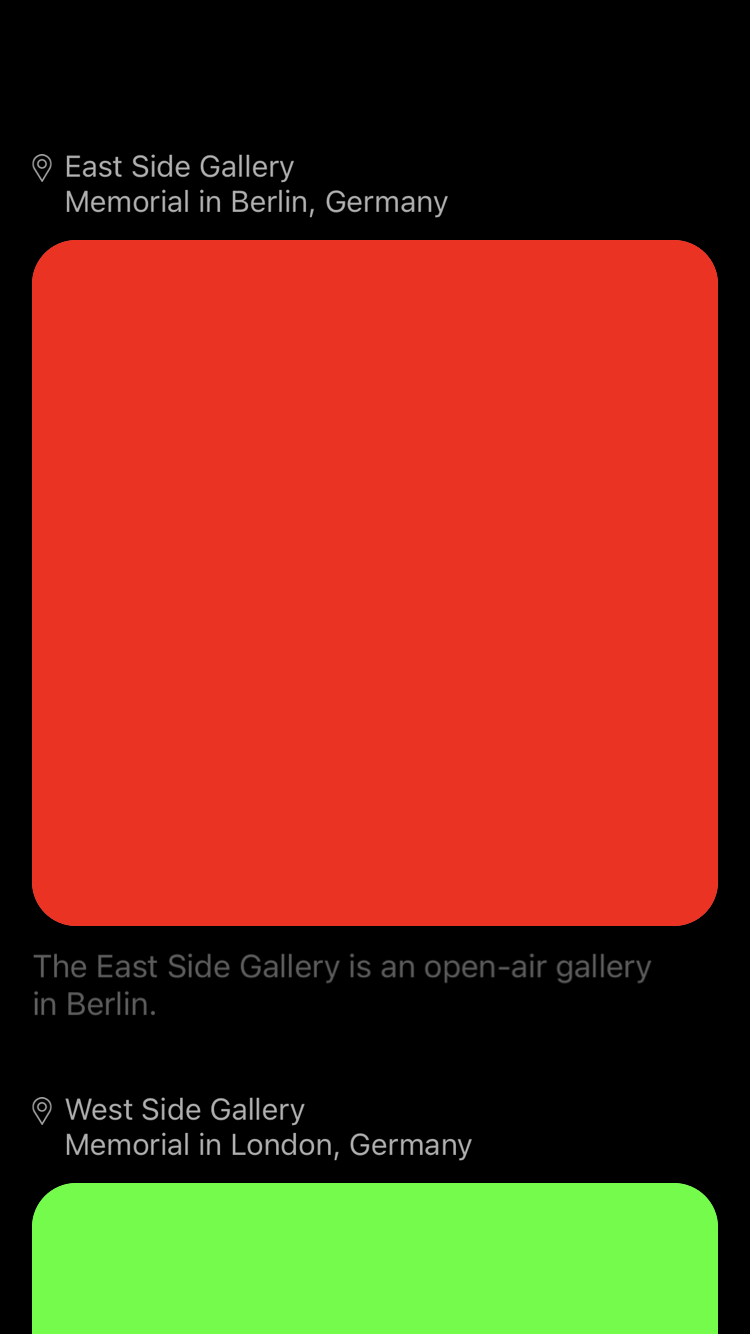 East Side Gallery
Memorial in Berlin, Germany
The East Side Gallery is an open-air gallery
in Berlin.
West Side Gallery
Memorial in London, Germany